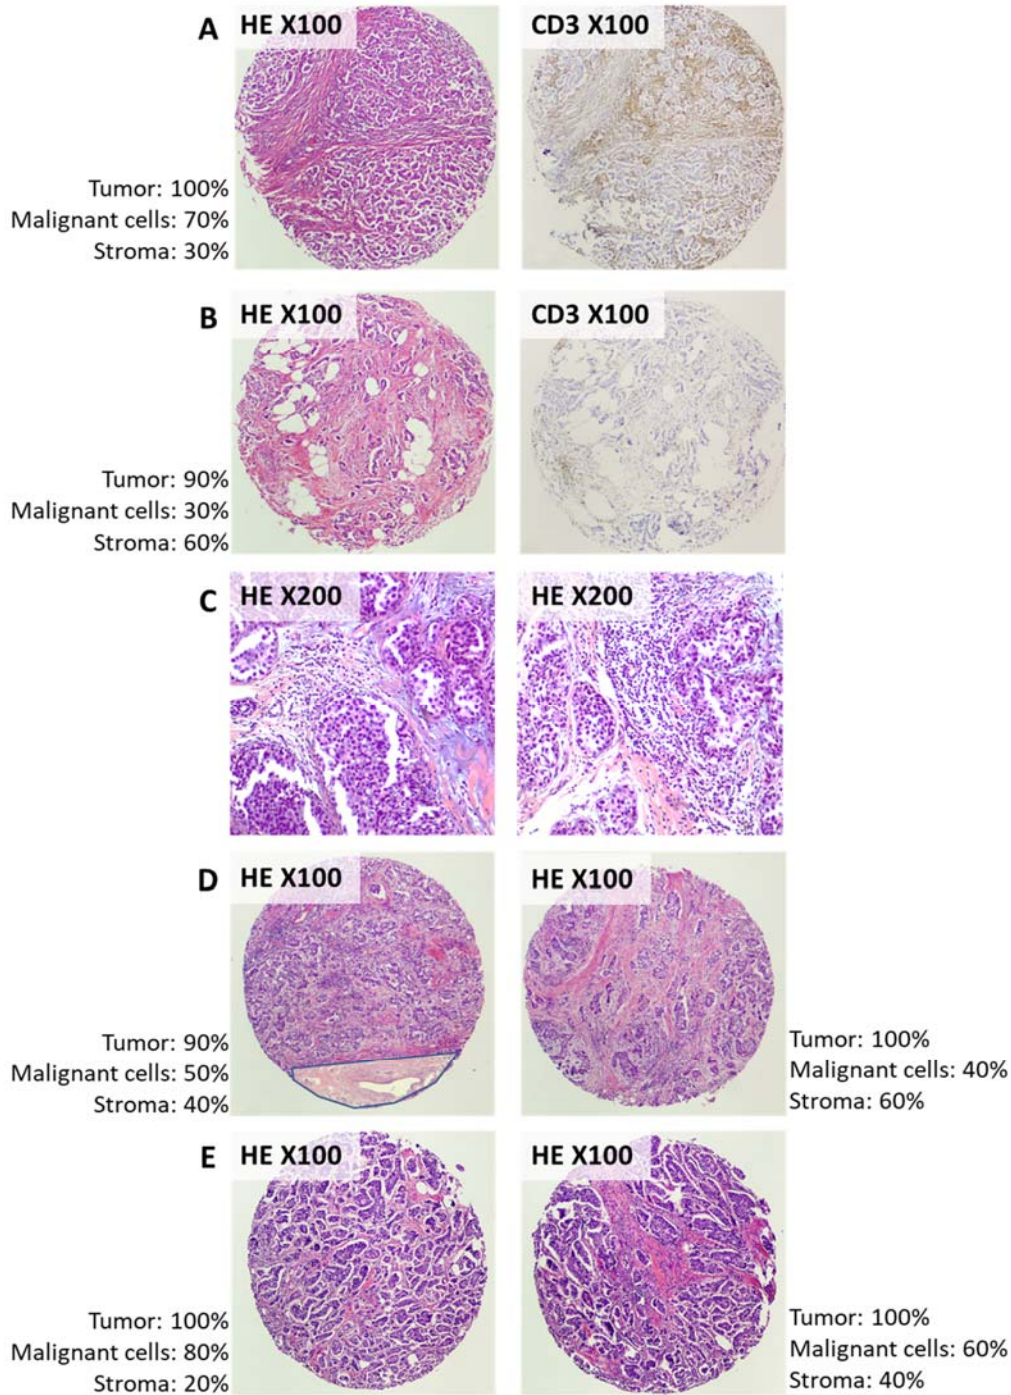 A HE X100 CD3 X100
Tumor: 100%
Malignant cells: 70%
Stroma: 30%
B HE X100 CD3 X100
Tumor: 90%
Malignant cells: 30%
Stroma: 60%
C HE X200 HE X200
D HE X100 HE X100
Tumor: 90%
Malignant cells: 50%
Stroma: 40%
Tumor: 100%
Malignant cells: 40%
Stroma: 60%
E HE X100 HE X100
Tumor: 100%
Malignant cells: 80%
Stroma: 20%
Tumor: 100%
Malignant cells: 60%
Stroma: 40%